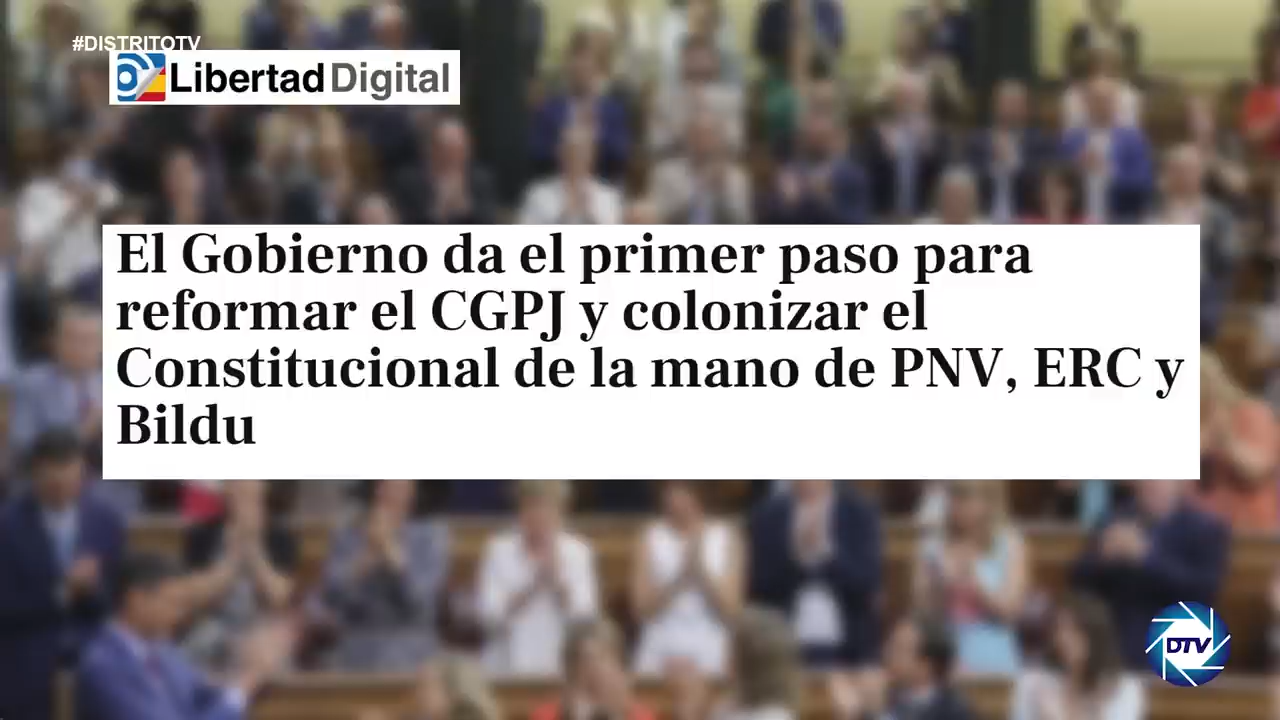 #DISTRITOTV
Libertad Digital
El Gobierno da el primer paso para
reformar el CGPJ y colonizar el
Constitucional de la mano de PNV, ERC y
Bildu
DTV